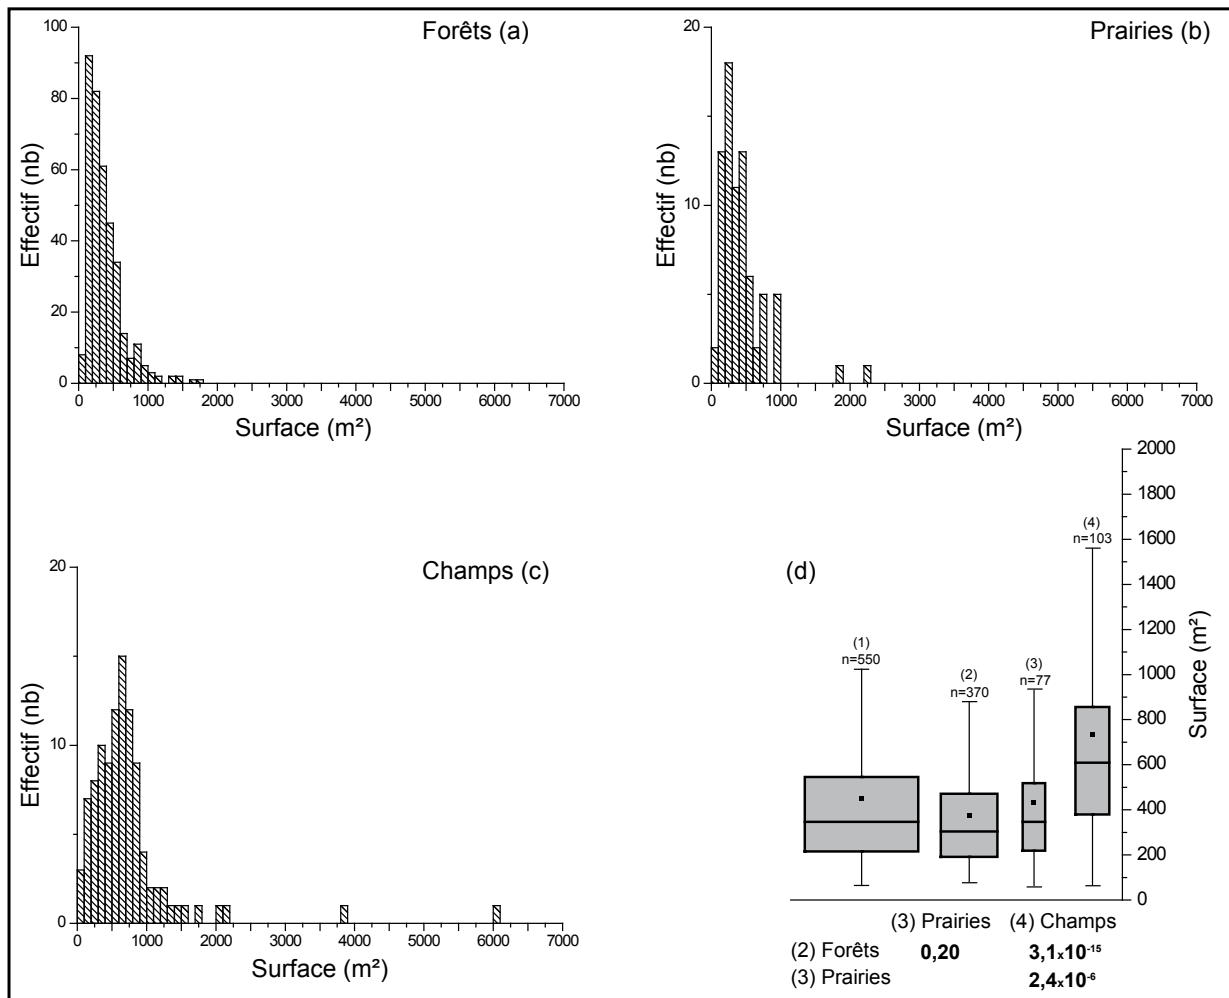 Forêts (a)
100
80
60
40
20
0
Effectif (nb)
0 1000 2000 3000 4000 5000 6000 7000
Surface (m²)
Prairies (b)
20
10
0
Effectif (nb)
0 1000 2000 3000 4000 5000 6000 7000
Surface (m²)
Champs (c)
20
10
0
Effectif (nb)
0 1000 2000 3000 4000 5000 6000 7000
Surface (m²)
(d)
(1)
n=550
(2)
n=370
(3)
n=77
(4)
n=103
2000
1800
1600
1400
1200
1000
800
600
400
200
0
Surface (m²)
(3) Prairies (4) Champs
(2) Forêts 0,20 3,1x10⁻¹⁵
(3) Prairies 2,4x10⁻⁶